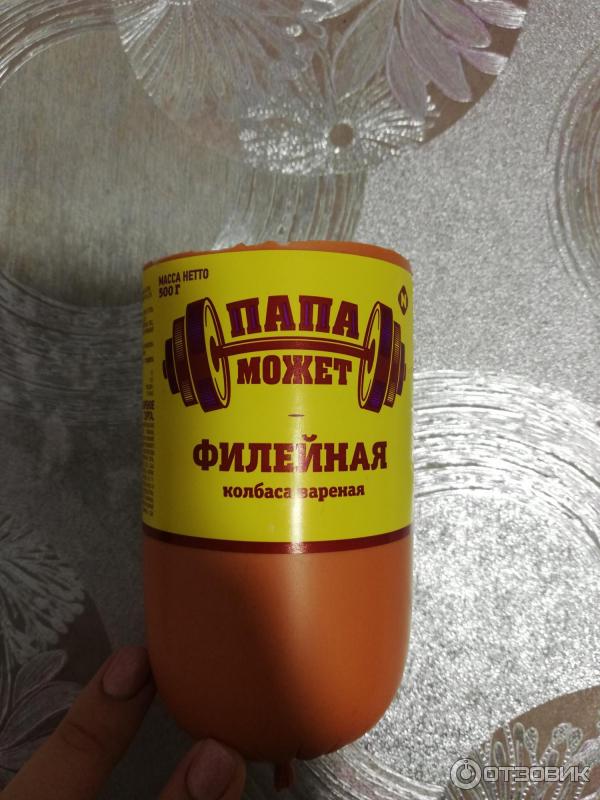 МАССА НЕТТО
500 Г
ПАПА
МОЖЕТ
ФИЛЕЙНАЯ
колбаса вареная
ОТЗОВИК